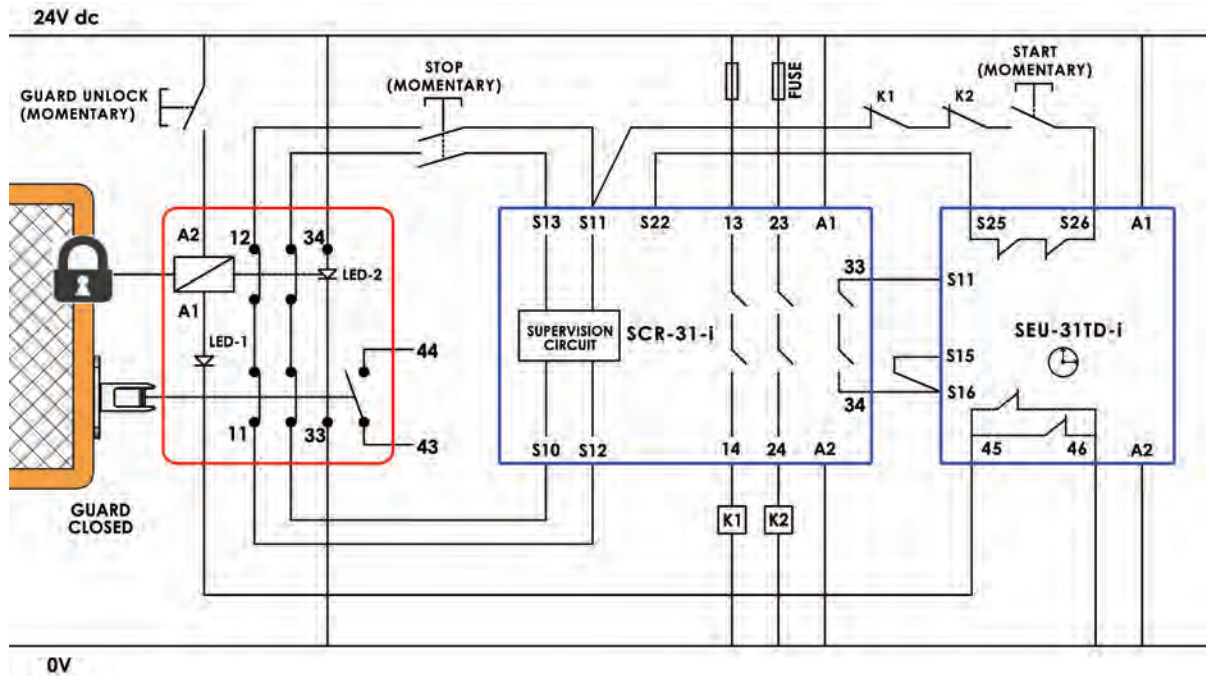 24V dc
GUARD UNLOCK
(MOMENTARY)
STOP
(MOMENTARY)
FUSE
K1
K2
START
(MOMENTARY)
A2
12
34
LED-2
A1
LED-1
44
11
33
43
GUARD
CLOSED
S13
S11
S22
13
23
A1
33
SUPERVISION
CIRCUIT
SCR-31-i
34
S10
S12
14
24
A2
K1
K2
S25
S26
A1
S11
SEU-31TD-i
S15
S16
45
46
A2
0V